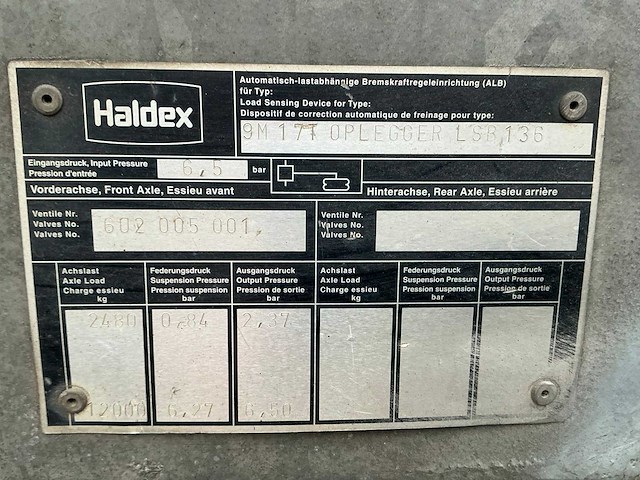 Haldex
Automatisch-lastabhängige Bremskraftregeleinrichtung (ALB)
für Typ:
Load Sensing Device for Type:
Dispositif de correction automatique de freinage pour type:
9M 17T OPLEGGER LSB 136
Eingangsdruck, Input Pressure
Pression d'entrée
6,5 bar
Vorderachse, Front Axle, Essieu avant
Hinterachse, Rear Axle, Essieu arrière
Ventile Nr.
Valves No.
Valves No.
602 005 001,
Ventile Nr.
Valves No.
Valves No.
Achslast
Axle Load
Charge essieu
kg
Federungsdruck
Suspension Pressure
Pression suspension
bar
Ausgangsdruck
Output Pressure
Pression de sortie
bar
Achslast
Axle Load
Charge essieu
kg
Federungsdruck
Suspension Pressure
Pression suspension
bar
Ausgangsdruck
Output Pressure
Pression de sortie
bar
2480 0,84 2,37
12000 6,27